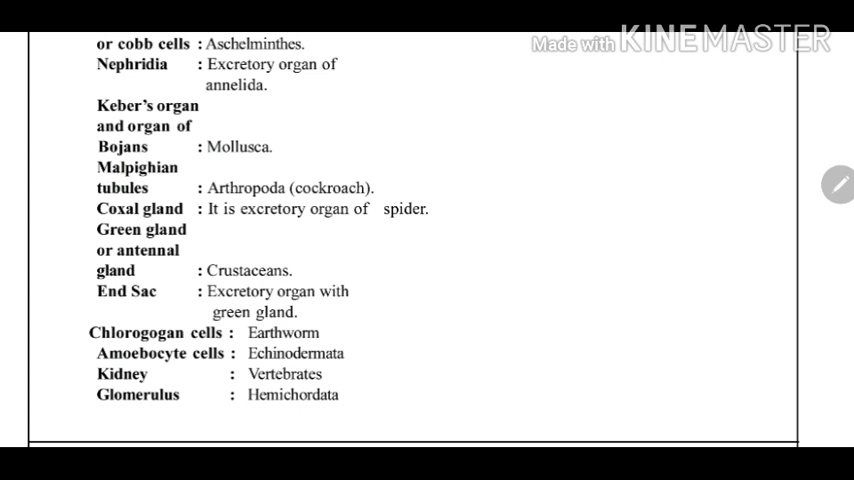 Made with KINEMASTER
or cobb cells : Aschelminthes.
Nephridia : Excretory organ of
annelida.
Keber’s organ
and organ of
Bojans : Mollusca.
Malpighian
tubules : Arthropoda (cockroach).
Coxal gland : It is excretory organ of spider.
Green gland
or antennal
gland : Crustaceans.
End Sac : Excretory organ with
green gland.
Chlorogogan cells : Earthworm
Amoebocyte cells : Echinodermata
Kidney : Vertebrates
Glomerulus : Hemichordata